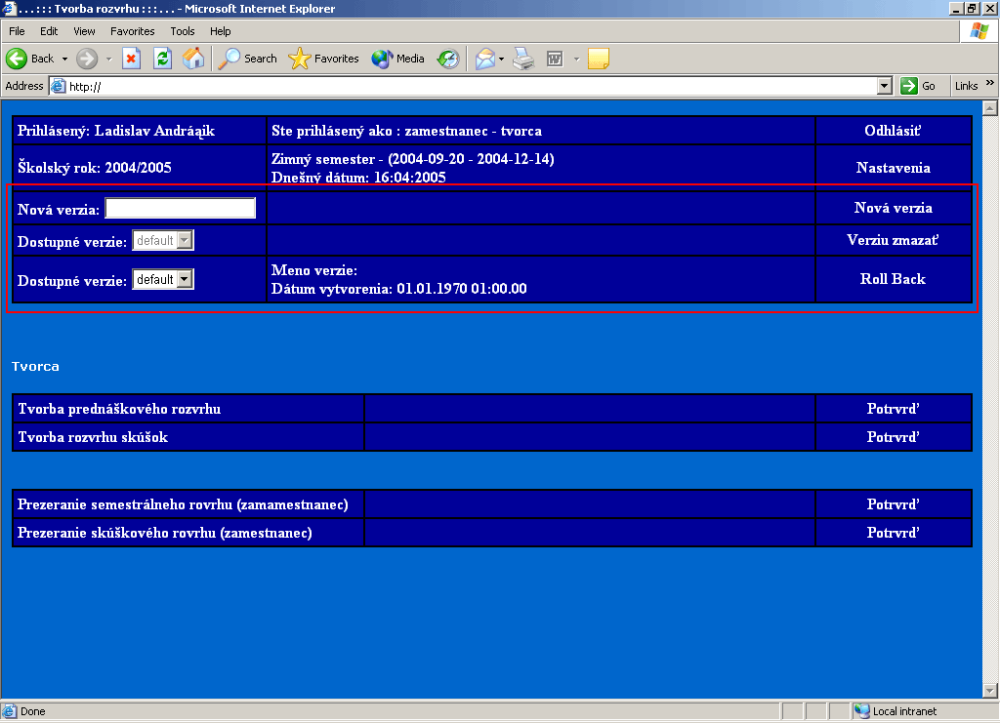 ...::: Tvorba rozvrhu :::... - Microsoft Internet Explorer
File Edit View Favorites Tools Help
Back Search Favorites Media
Address http:// Go Links »
Prihlásený: Ladislav Andráąik Ste prihlásený ako : zamestnanec - tvorca Odhlásiť
Školský rok: 2004/2005 Zimný semester - (2004-09-20 - 2004-12-14) Nastavenia
Dnešný dátum: 16:04:2005
Nová verzia: Nová verzia
Dostupné verzie: default Verziu zmazať
Dostupné verzie: default Meno verzie: Roll Back
Dátum vytvorenia: 01.01.1970 01:00.00
Tvorca
Tvorba prednáškového rozvrhu Potrvrď
Tvorba rozvrhu skúšok Potrvrď
Prezeranie semestrálneho rovrhu (zamamestnanec) Potrvrď
Prezeranie skúškového rovrhu (zamestnanec) Potrvrď
Done Local intranet